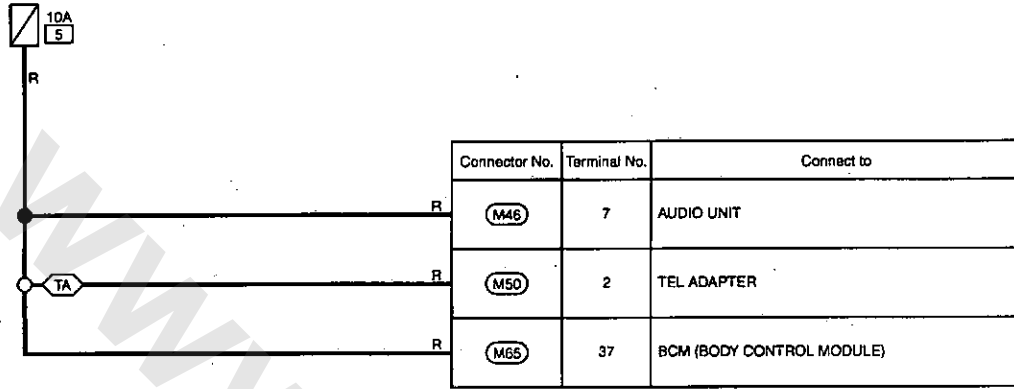 10A
5
R
Connector No. Terminal No. Connect to
R M46 7 AUDIO UNIT
TA R M50 2 TEL ADAPTER
R M65 37 BCM (BODY CONTROL MODULE)
WWW